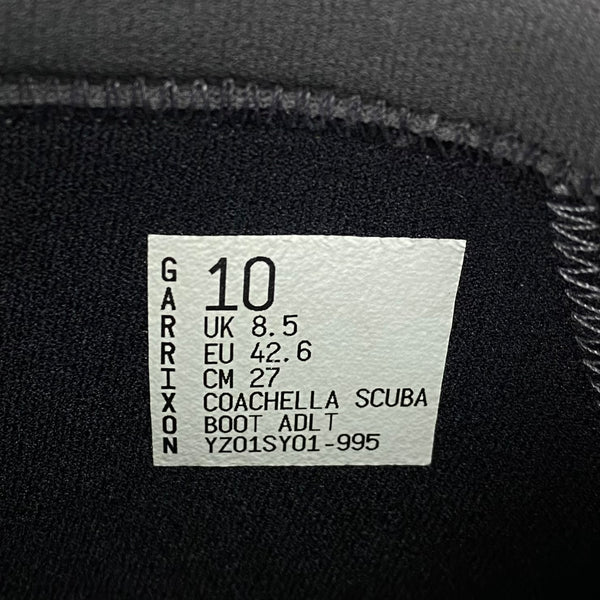 GARRIXON
10
UK 8.5
EU 42.6
CM 27
COACHELLA SCUBA
BOOT ADLT
YZ01SY01-995